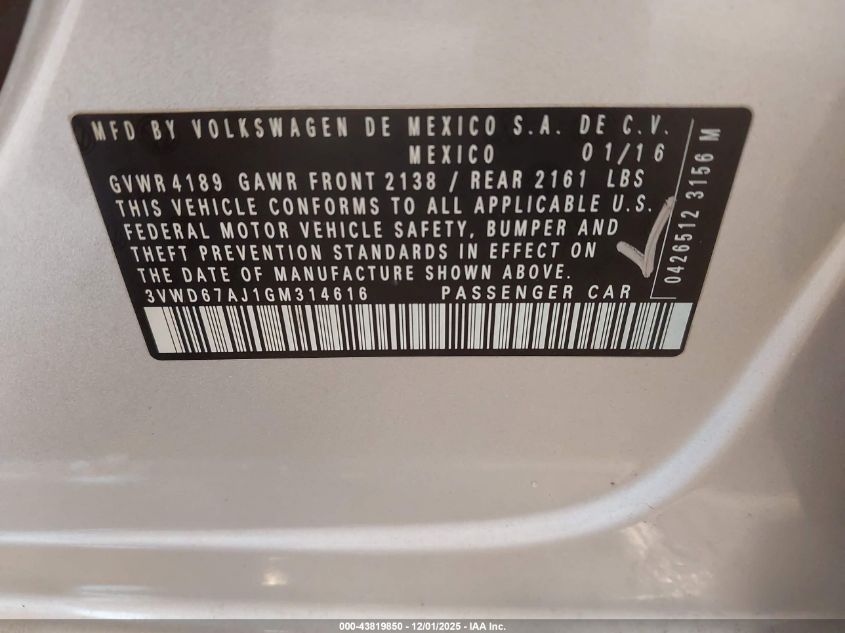 MFD BY VOLKSWAGEN DE MEXICO S.A. DE C.V.
MEXICO 01/16
GVWR 4189 GAWR FRONT 2138 / REAR 2161 LBS
THIS VEHICLE CONFORMS TO ALL APPLICABLE U.S.
FEDERAL MOTOR VEHICLE SAFETY, BUMPER AND
THEFT PREVENTION STANDARDS IN EFFECT ON
THE DATE OF MANUFACTURE SHOWN ABOVE.
3VWD67AJ1GM314616 PASSENGER CAR
0426512 3156 M
000-43819850 - 12/01/2025 - IAA Inc.